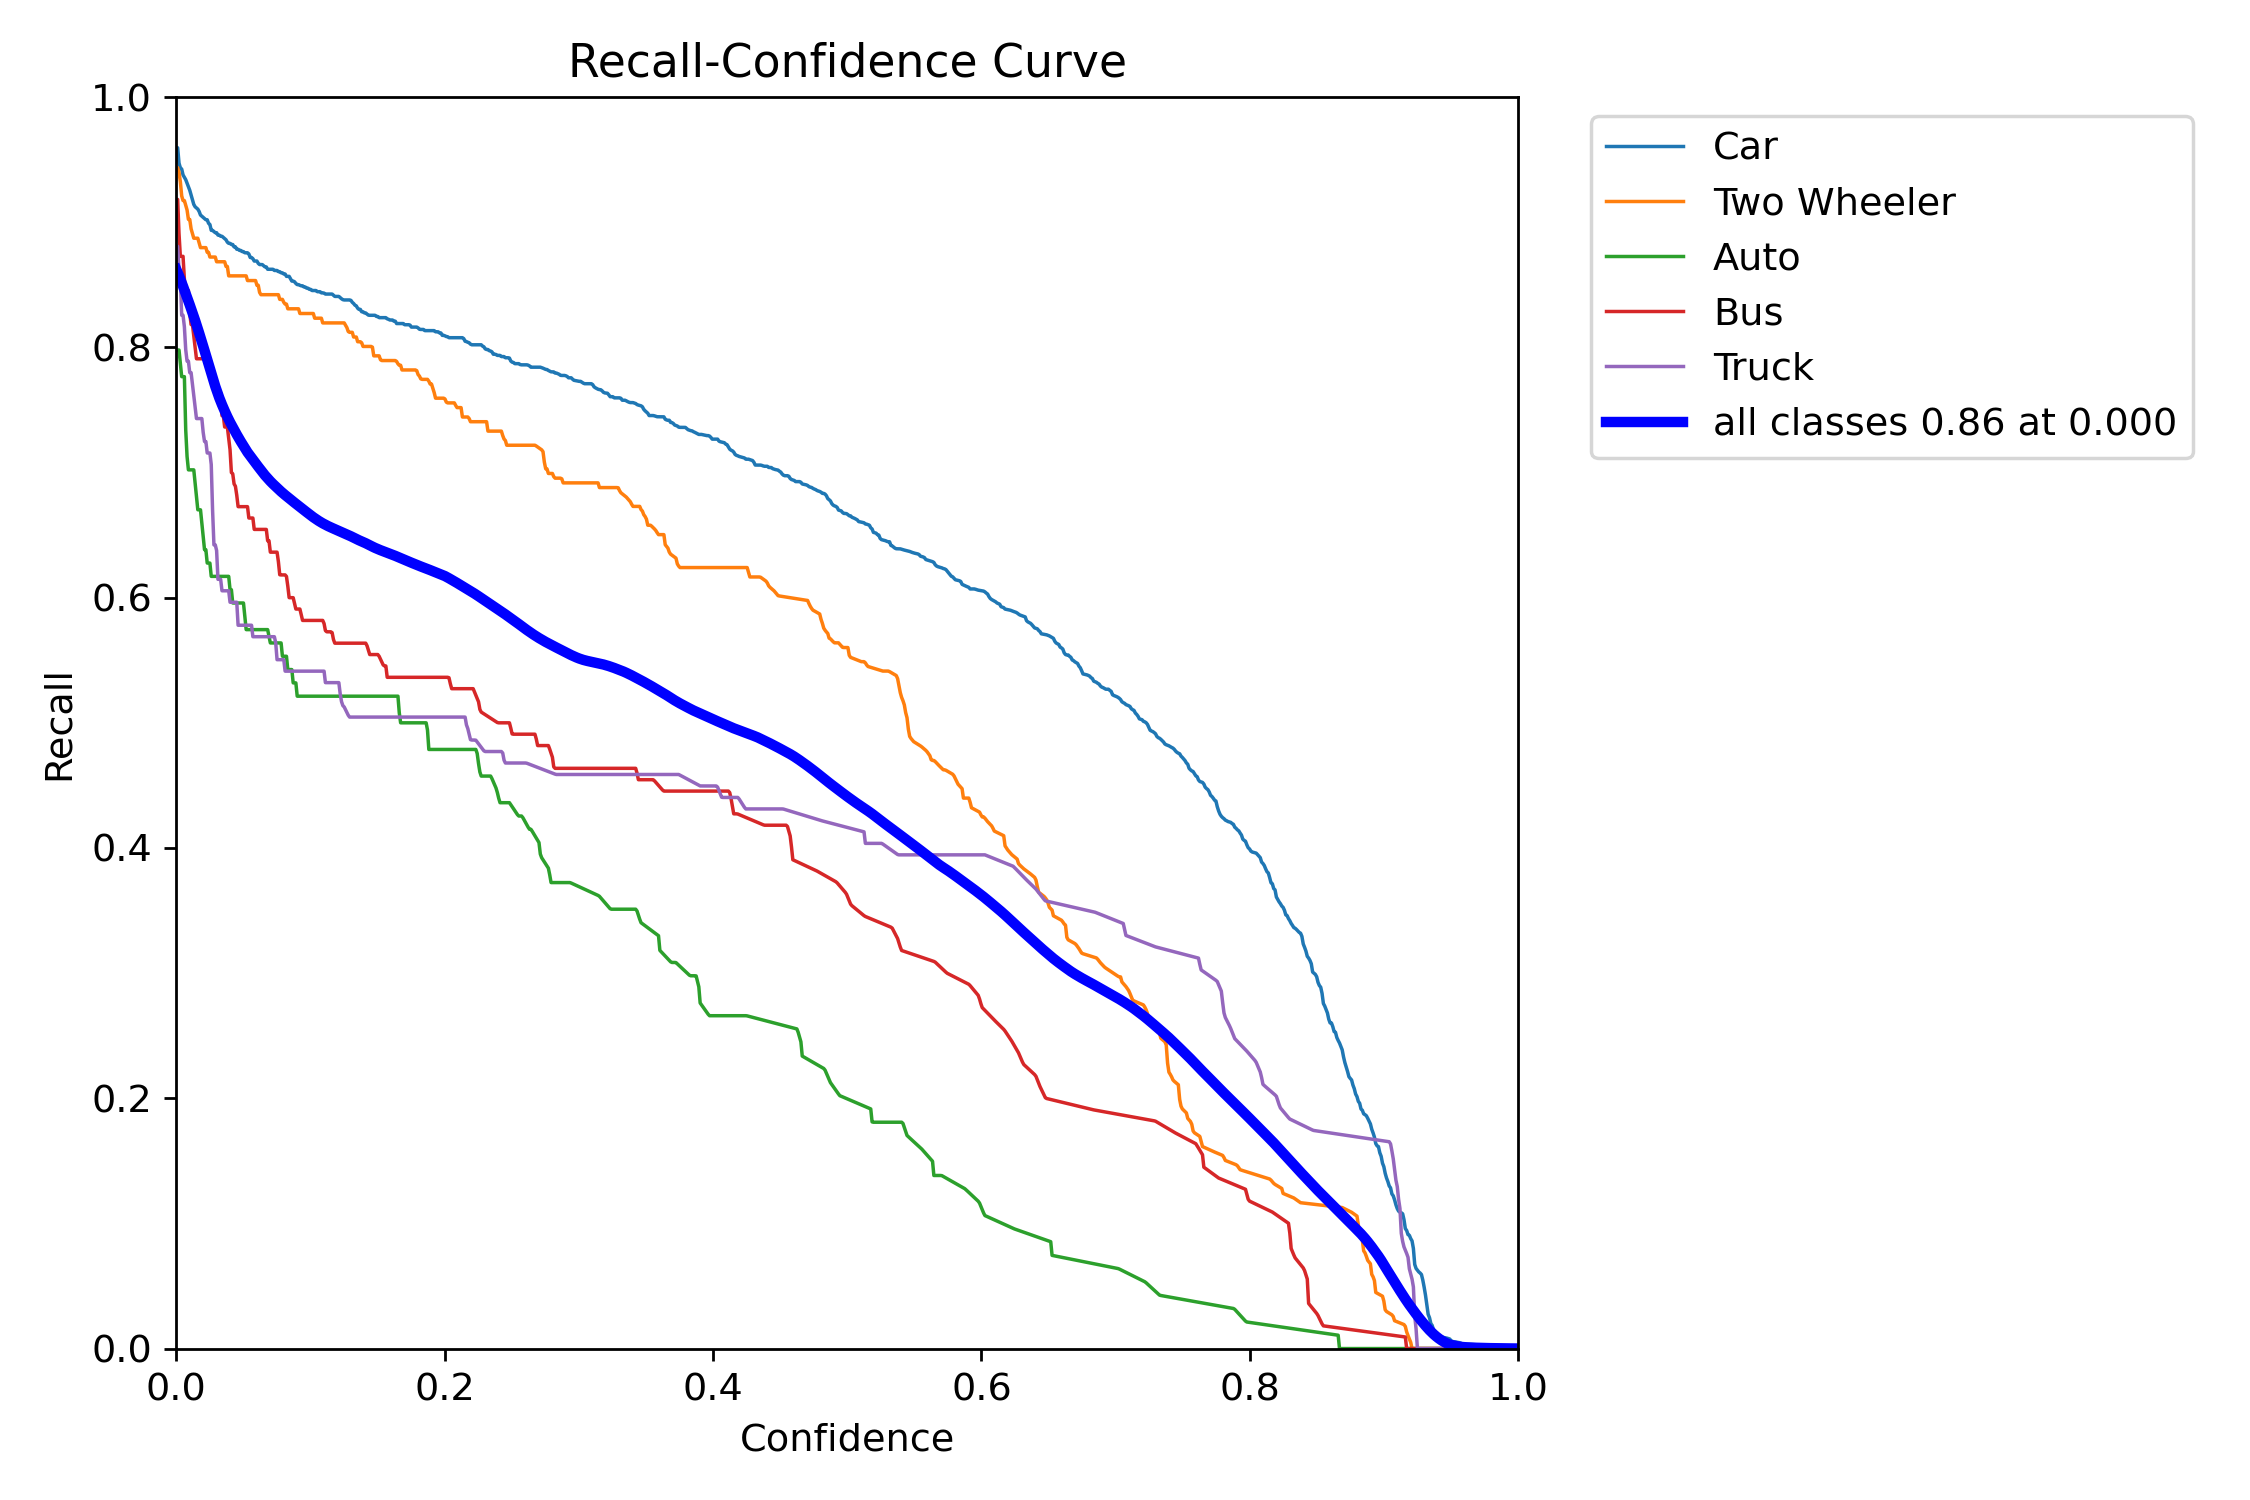 Recall-Confidence Curve
1.0
0.8
0.6
0.4
0.2
0.0
Recall
0.0 0.2 0.4 0.6 0.8 1.0
Confidence
Car
Two Wheeler
Auto
Bus
Truck
all classes 0.86 at 0.000